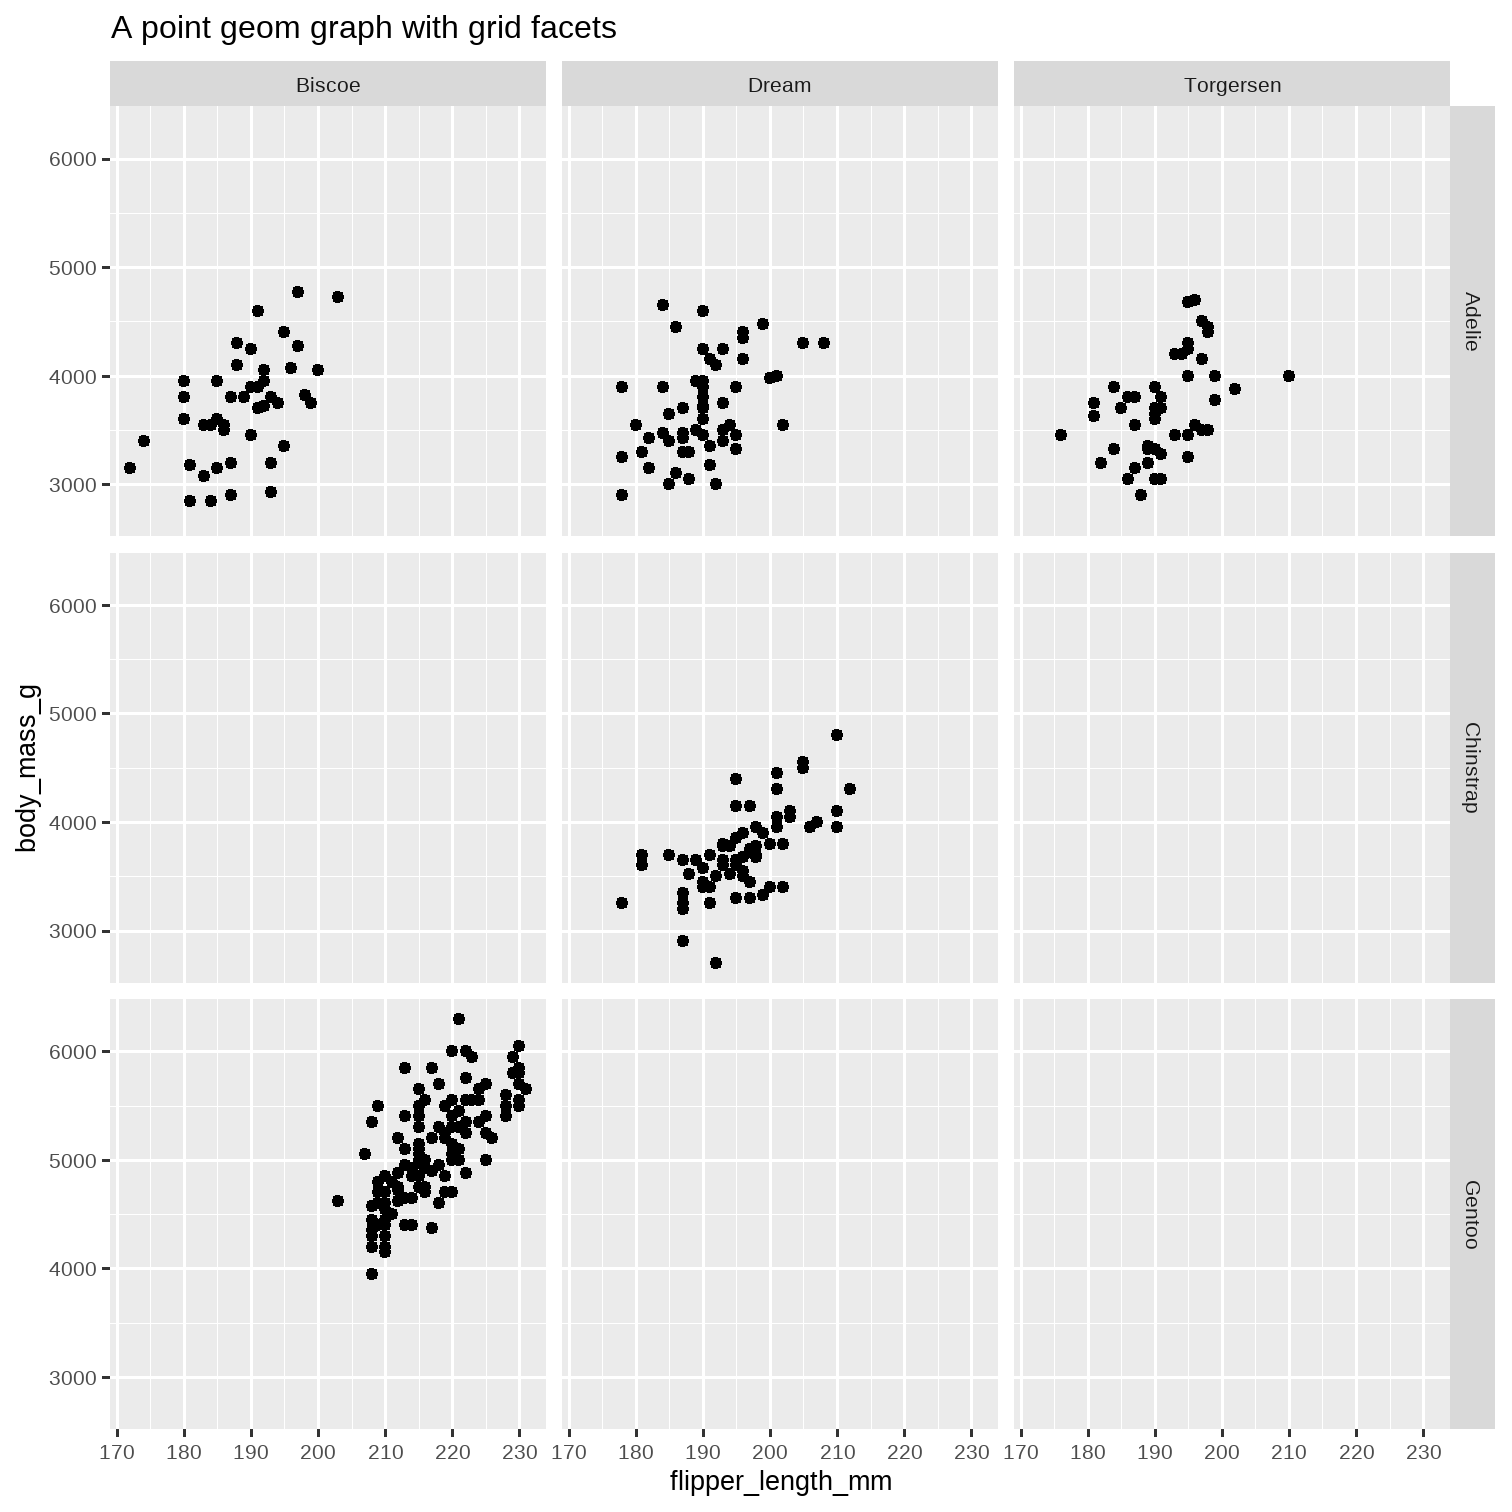 A point geom graph with grid facets
Biscoe Dream Torgersen
6000
5000
4000
3000
Adelie
6000
5000
4000
3000
Chinstrap
body_mass_g
6000
5000
4000
3000
Gentoo
170 180 190 200 210 220 230 170 180 190 200 210 220 230 170 180 190 200 210 220 230
flipper_length_mm